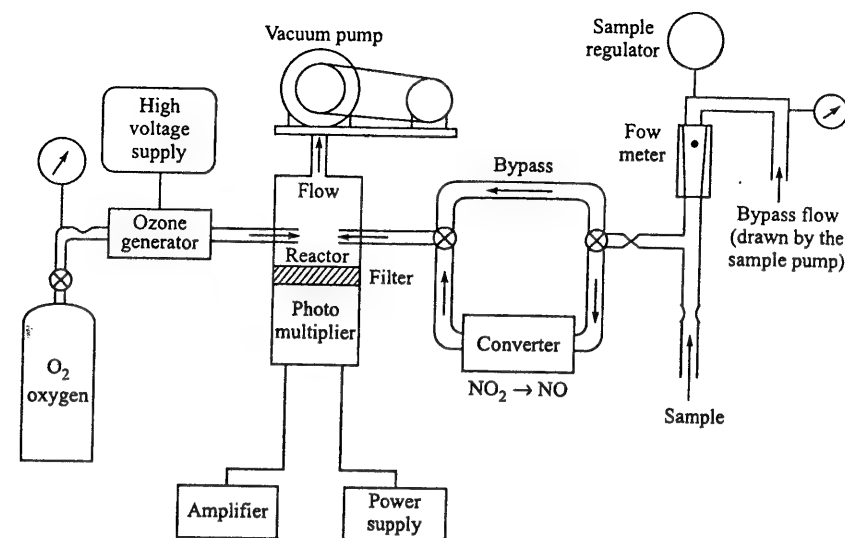 Vacuum pump
Sample
regulator
High
voltage
supply
Fow
meter
Bypass
Flow
Ozone
generator
Bypass flow
(drawn by the
sample pump)
Reactor
Filter
Photo
multiplier
Converter
O₂
oxygen
NO₂ → NO
Sample
Amplifier
Power
supply